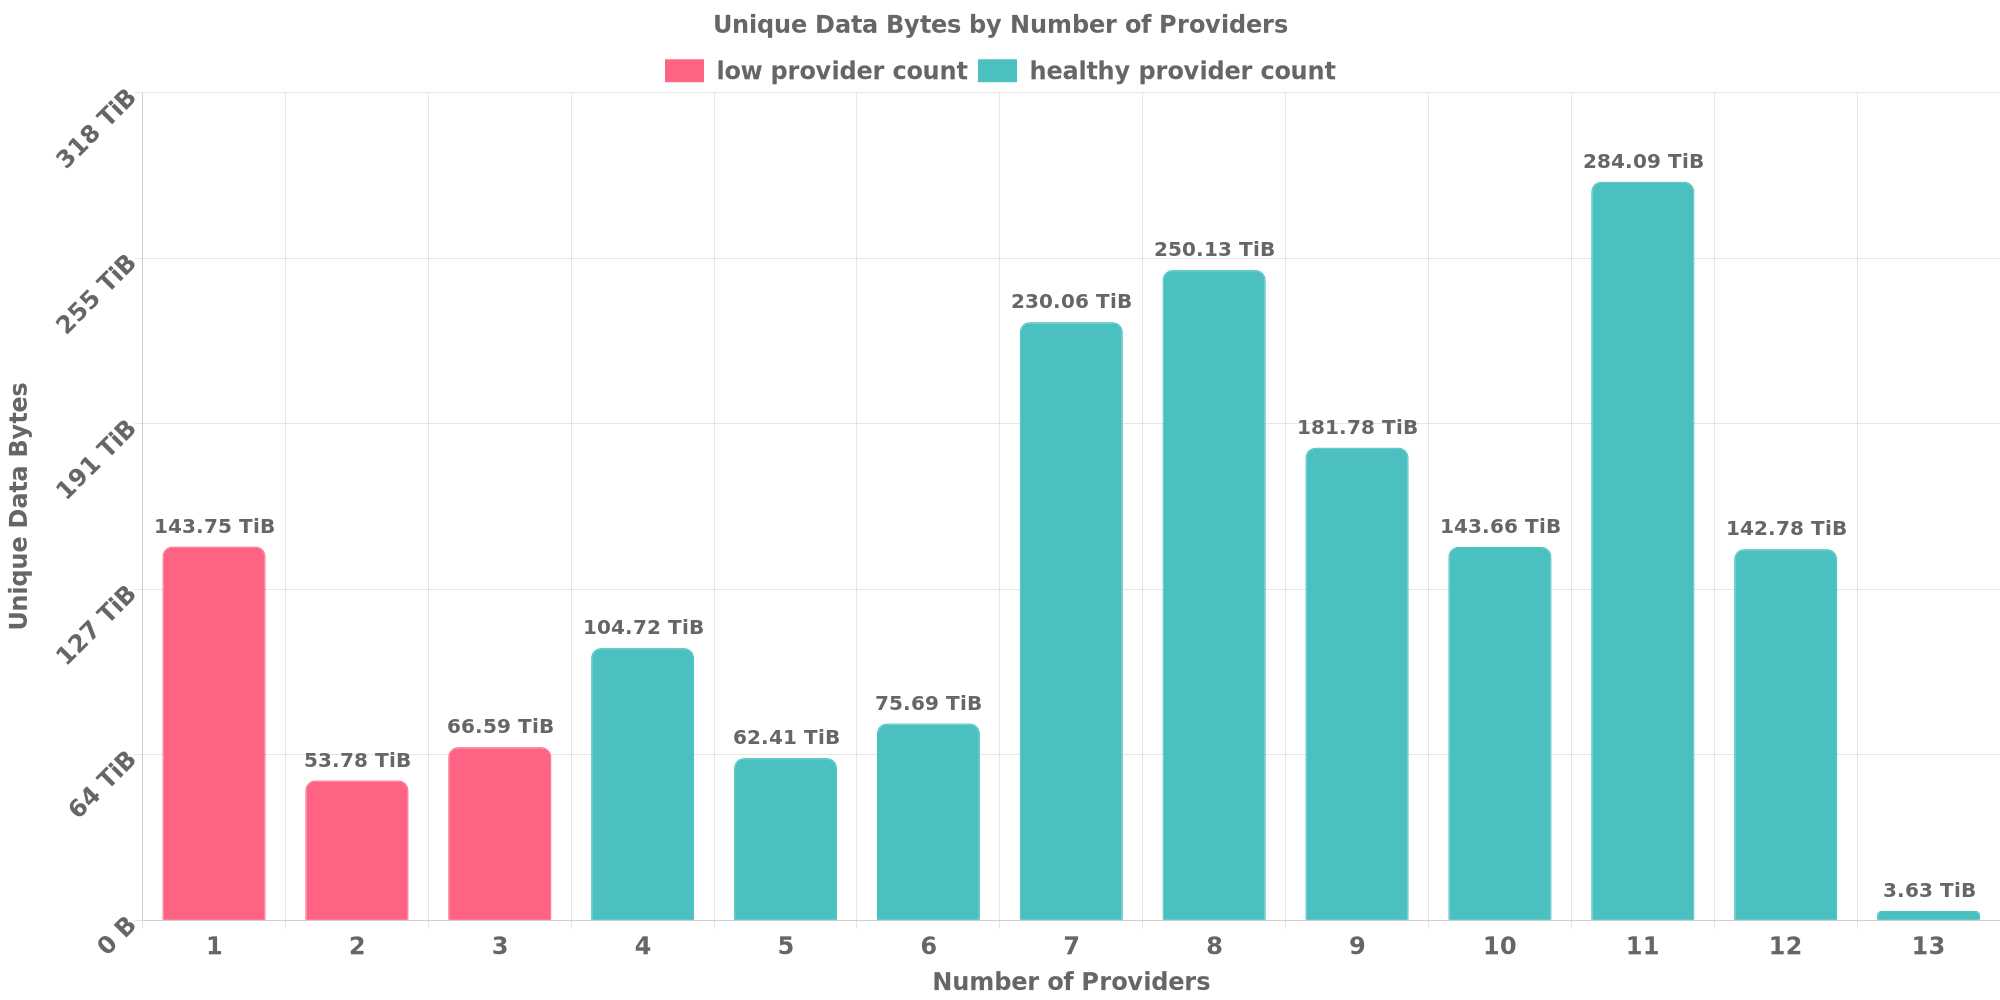 Unique Data Bytes by Number of Providers
low provider count healthy provider count
318 TiB
255 TiB
191 TiB
127 TiB
64 TiB
0 B
Unique Data Bytes
143.75 TiB
53.78 TiB
66.59 TiB
104.72 TiB
62.41 TiB
75.69 TiB
230.06 TiB
250.13 TiB
181.78 TiB
143.66 TiB
284.09 TiB
142.78 TiB
3.63 TiB
1 2 3 4 5 6 7 8 9 10 11 12 13
Number of Providers